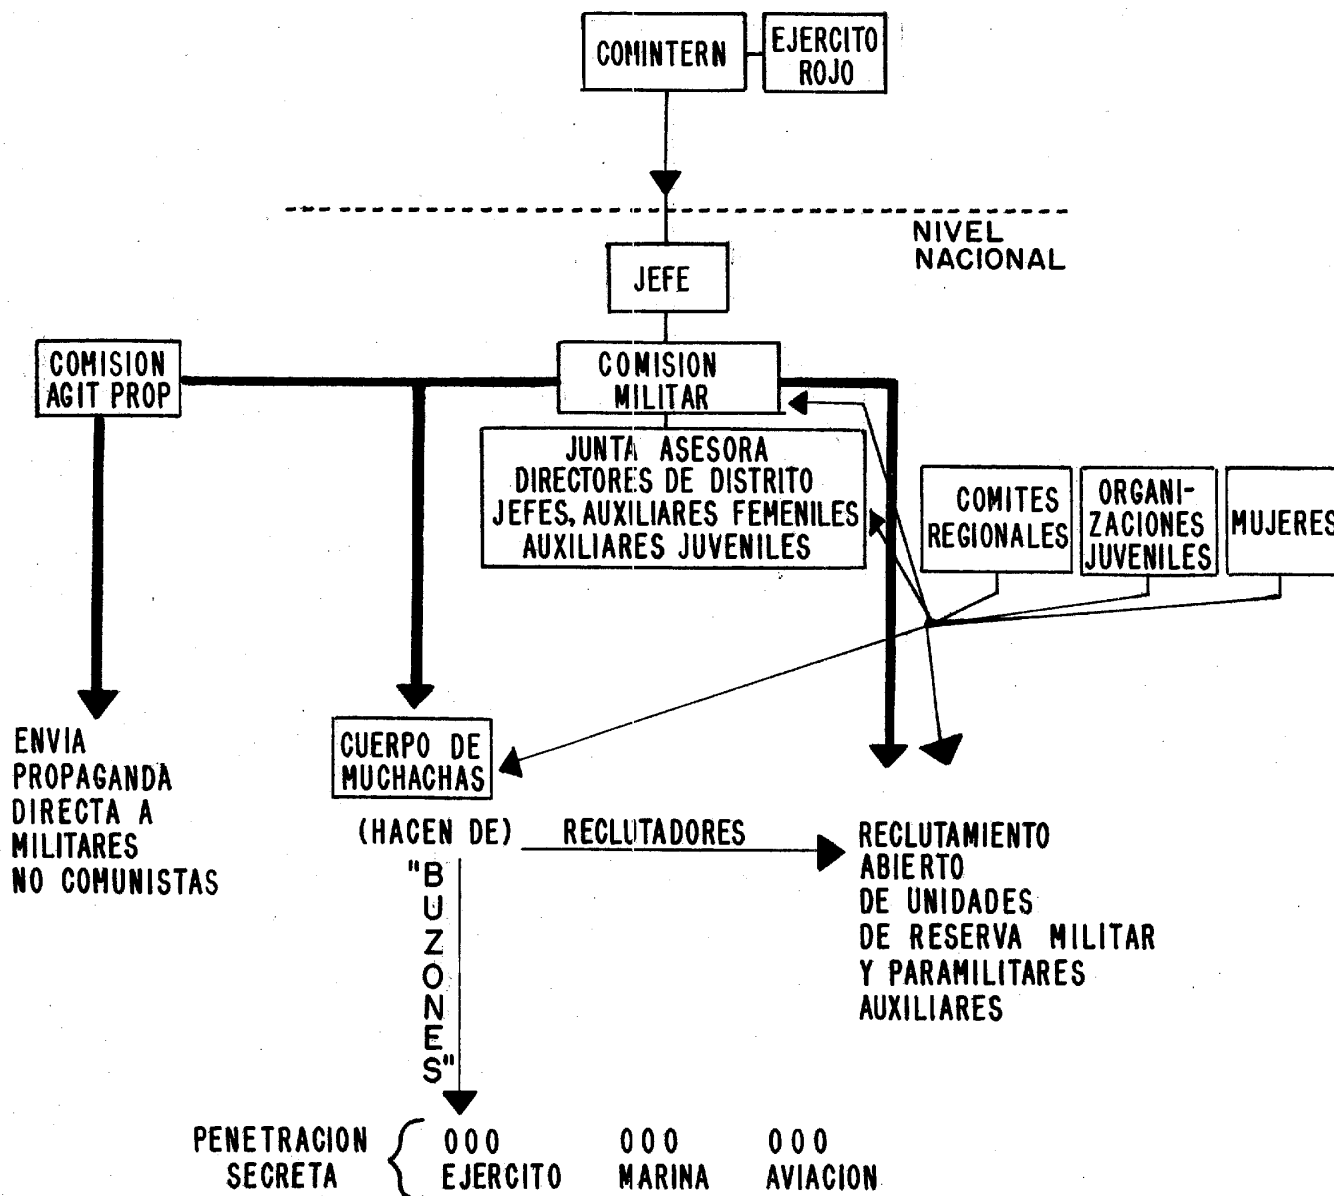 COMINTERN
EJERCITO
ROJO
NIVEL
NACIONAL
JEFE
COMISION
AGIT PROP
COMISION
MILITAR
JUNTA ASESORA
DIRECTORES DE DISTRITO
JEFES, AUXILIARES FEMENILES
AUXILIARES JUVENILES
COMITES
REGIONALES
ORGANI-
ZACIONES
JUVENILES
MUJERES
ENVIA
PROPAGANDA
DIRECTA A
MILITARES
NO COMUNISTAS
CUERPO DE
MUCHACHAS
(HACEN DE) RECLUTADORES
"BUZONES"
RECLUTAMIENTO
ABIERTO
DE UNIDADES
DE RESERVA MILITAR
Y PARAMILITARES
AUXILIARES
PENETRACION
SECRETA
000 000 000
EJERCITO MARINA AVIACION